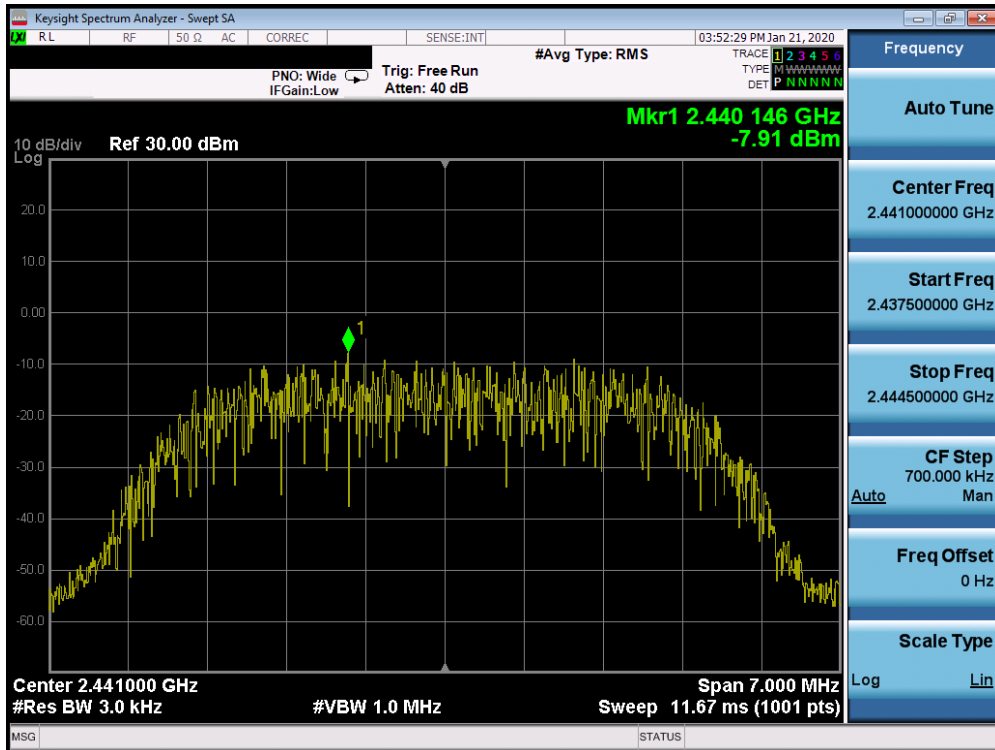 Keysight Spectrum Analyzer - Swept SA
LXI RL RF 50 Ω AC CORREC SENSE:INT 03:52:29 PM Jan 21, 2020
#Avg Type: RMS
TRACE 1 2 3 4 5 6
PNO: Wide Trig: Free Run
TYPE M WWWWW
IFGain:Low Atten: 40 dB
DET P N N N N N
Mkr1 2.440 146 GHz
-7.91 dBm
10 dB/div Ref 30.00 dBm
Log
20.0
10.0
0.00
1
-10.0
-20.0
-30.0
-40.0
-50.0
-60.0
Center 2.441000 GHz Span 7.000 MHz
#Res BW 3.0 kHz #VBW 1.0 MHz Sweep 11.67 ms (1001 pts)
MSG STATUS
Frequency
Auto Tune
Center Freq
2.441000000 GHz
Start Freq
2.437500000 GHz
Stop Freq
2.444500000 GHz
CF Step
700.000 kHz
Auto Man
Freq Offset
0 Hz
Scale Type
Log Lin